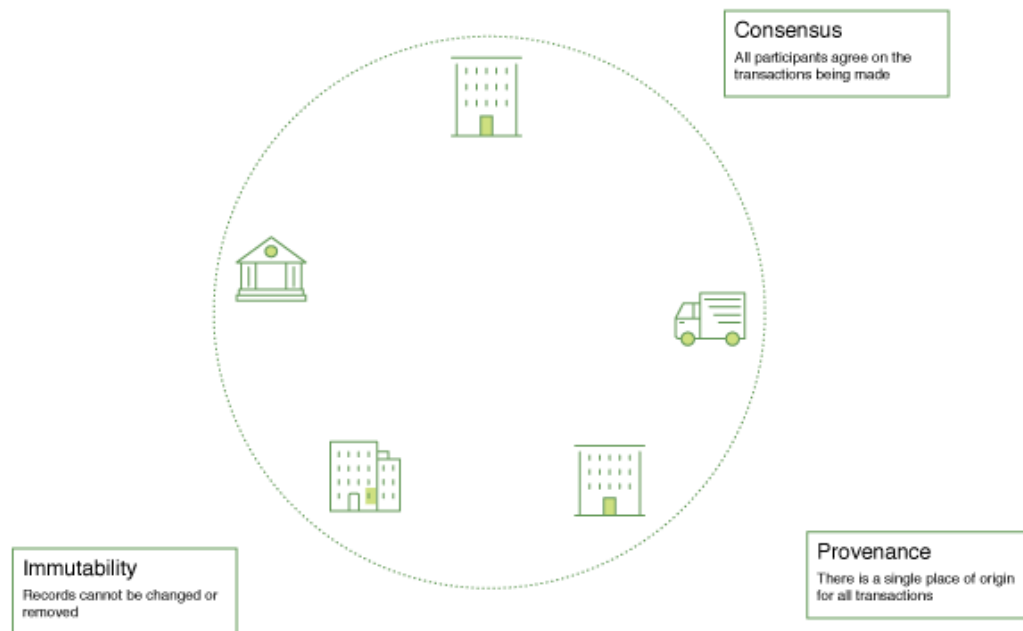 Consensus
All participants agree on the
transactions being made
Immutability
Records cannot be changed or
removed
Provenance
There is a single place of origin
for all transactions